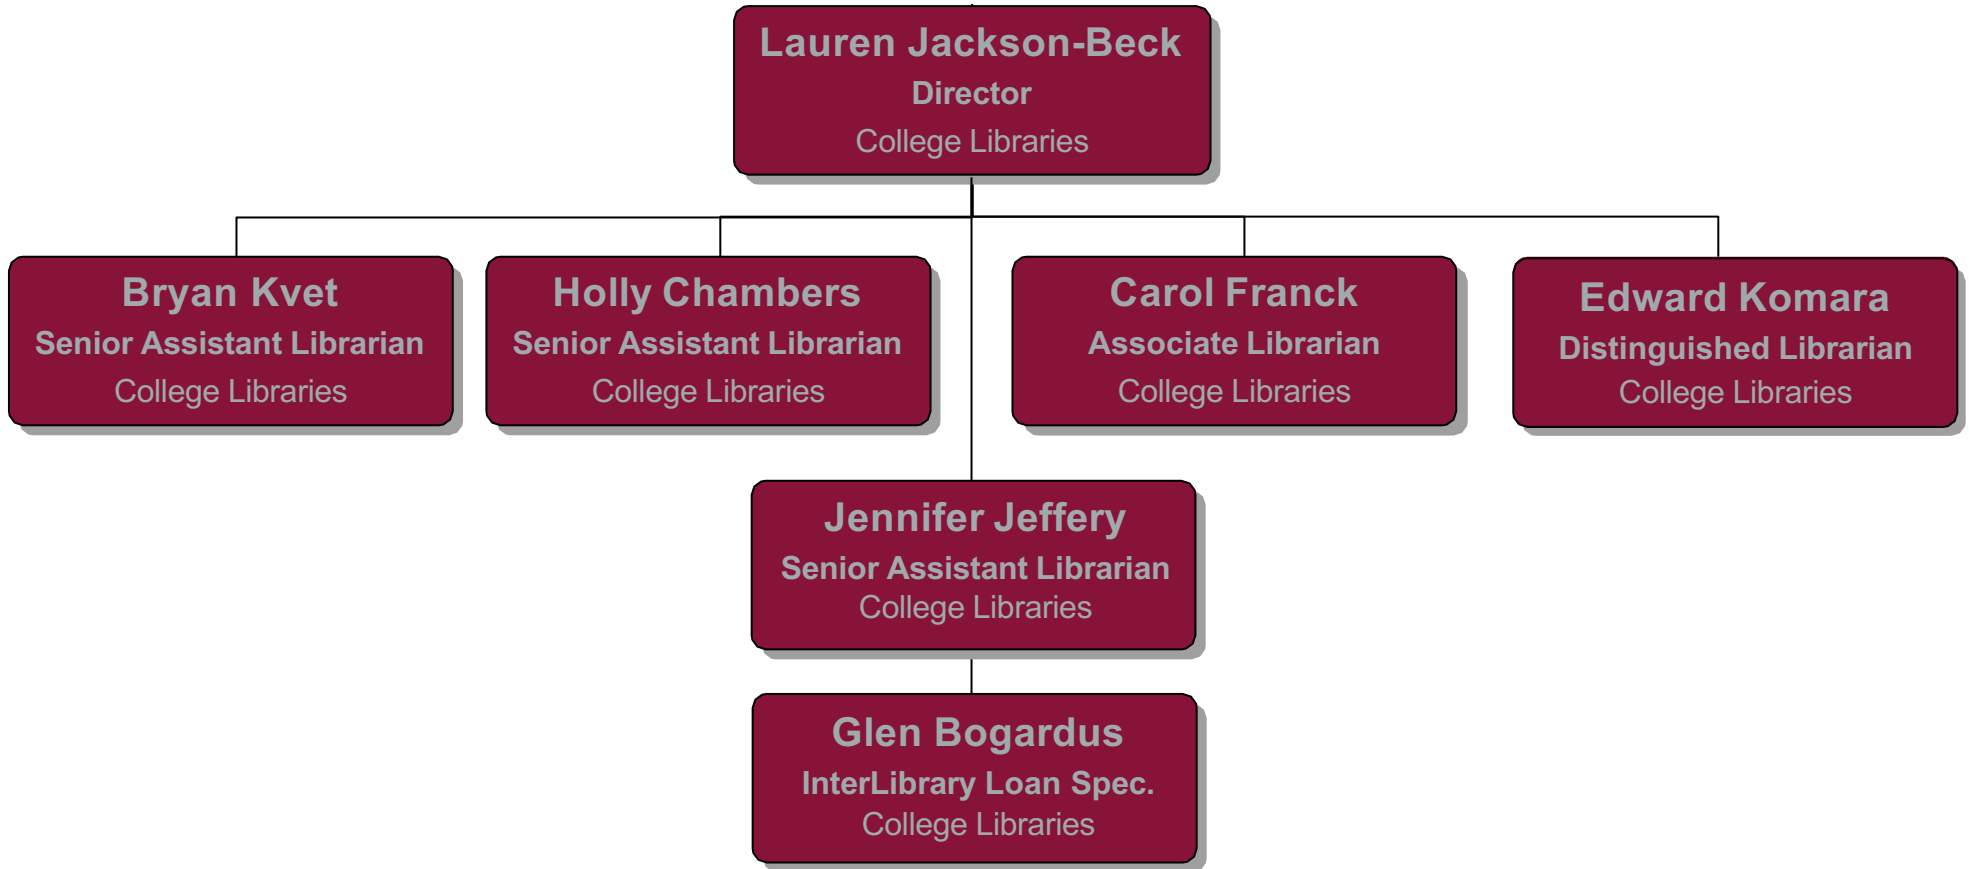 Lauren Jackson-Beck
Director
College Libraries
Bryan Kvet
Senior Assistant Librarian
College Libraries
Holly Chambers
Senior Assistant Librarian
College Libraries
Carol Franck
Associate Librarian
College Libraries
Edward Komara
Distinguished Librarian
College Libraries
Jennifer Jeffery
Senior Assistant Librarian
College Libraries
Glen Bogardus
InterLibrary Loan Spec.
College Libraries